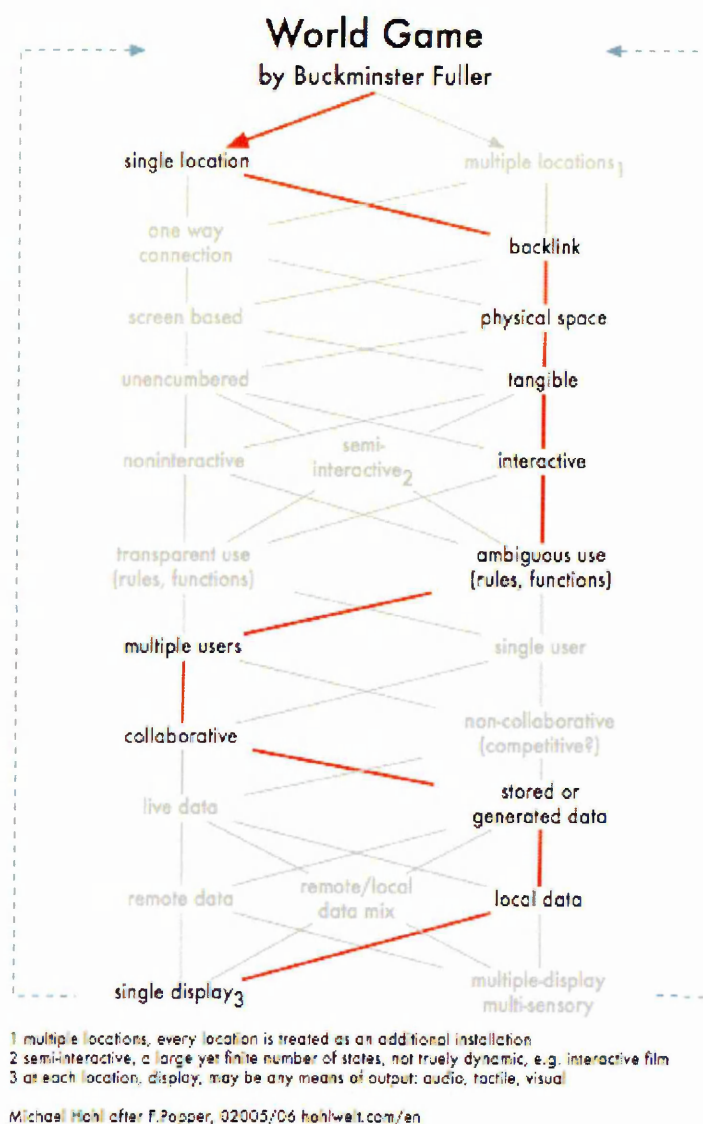 World Game
by Buckminster Fuller
single location
multiple locations1
one way
connection
backlink
screen based
physical space
unencumbered
tangible
noninteractive
semi-
interactive2
interactive
transparent use
(rules, functions)
ambiguous use
(rules, functions)
multiple users
single user
collaborative
non-collaborative
(competitive?)
live data
stored or
generated data
remote data
remote/local
data mix
local data
single display3
multiple-display
multi-sensory
1 multiple locations, every location is treated as an additional installation
2 semi-interactive, a large yet finite number of states, not truely dynamic, e.g. interactive film
3 at each location, display, may be any means of output: audio, tactile, visual
Michael Hohl after F.Popper, 02005/06 hohlwelt.com/en